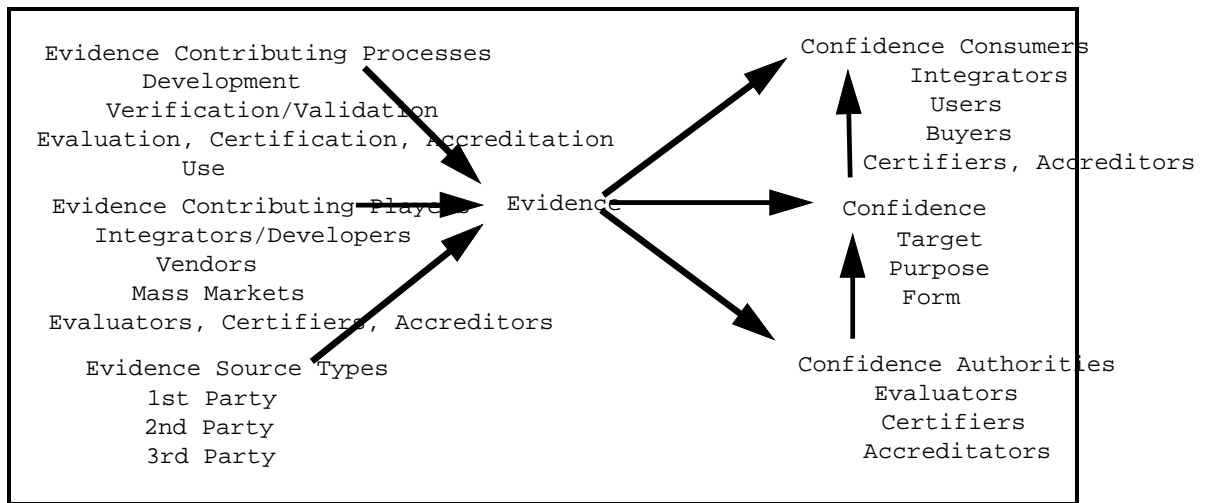 Evidence Contributing Processes
Development
Verification/Validation
Evaluation, Certification, Accreditation
Use
Evidence Contributing Players
Integrators/Developers
Vendors
Mass Markets
Evaluators, Certifiers, Accreditors
Evidence Source Types
1st Party
2nd Party
3rd Party
Evidence
Confidence Consumers
Integrators
Users
Buyers
Certifiers, Accreditors
Confidence
Target
Purpose
Form
Confidence Authorities
Evaluators
Certifiers
Accreditators